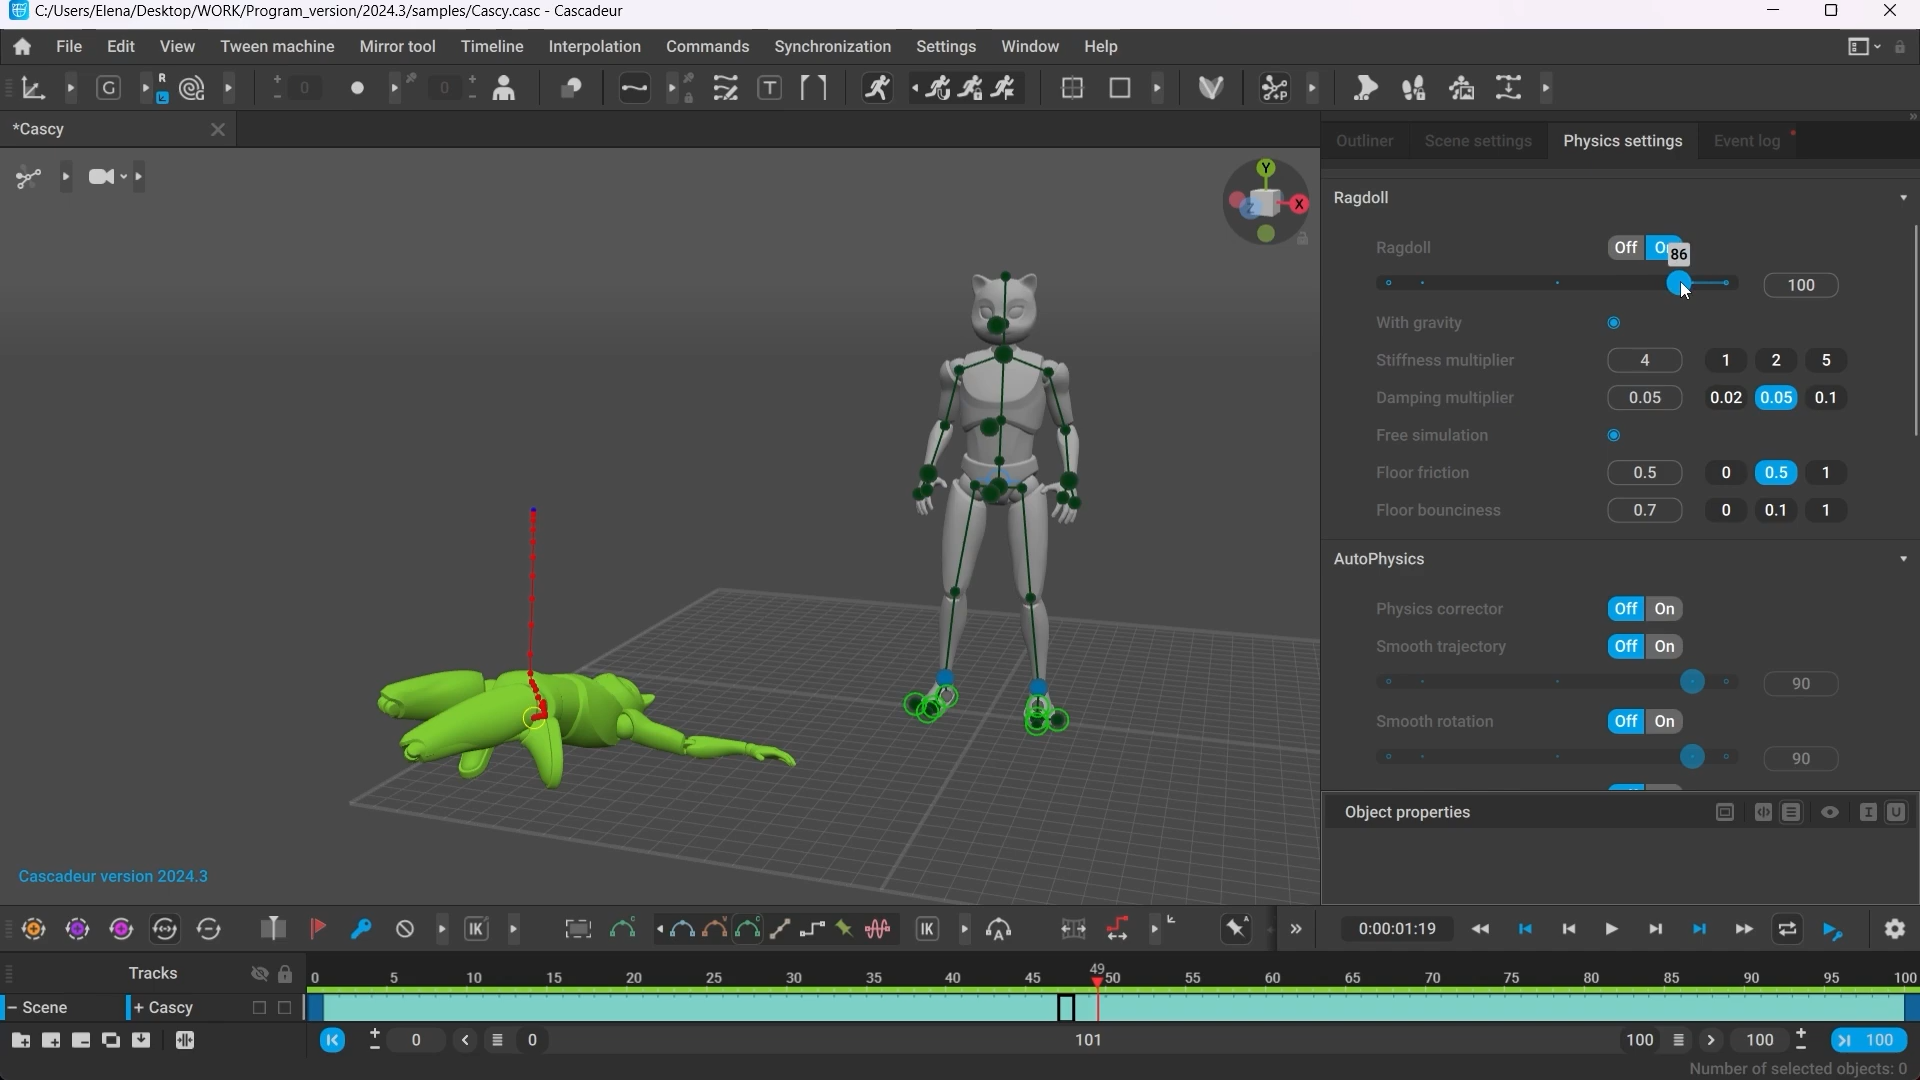 C:/Users/Elena/Desktop/WORK/Program_version/2024.3/samples/Cascy.casc - Cascadeur
File Edit View Tween machine Mirror tool Timeline Interpolation Commands Synchronization Settings Window Help
G R 0 0 T P
*Cascy
Outliner Scene settings Physics settings Event log
Y
X
Z
Ragdoll
Ragdoll Off On
86
100
With gravity
Stiffness multiplier 4 1 2 5
Damping multiplier 0.05 0.02 0.05 0.1
Free simulation
Floor friction 0.5 0 0.5 1
Floor bounciness 0.7 0 0.1 1
AutoPhysics
Physics corrector Off On
Smooth trajectory Off On
90
Smooth rotation Off On
90
Object properties
Cascadeur version 2024.3
IK IK A 0:00:01:19
Tracks 0 5 10 15 20 25 30 35 40 45 49 50 55 60 65 70 75 80 85 90 95 100
Scene Cascy
0 0 101 100 100 100
Number of selected objects: 0